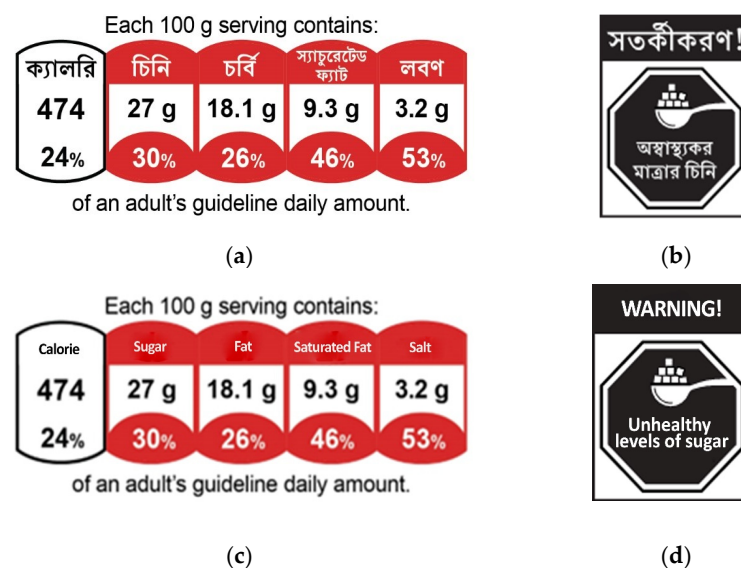 Each 100 g serving contains:
ক্যালরি চিনি চর্বি স্যাচুরেটেড ফ্যাট লবণ
474 27 g 18.1 g 9.3 g 3.2 g
24% 30% 26% 46% 53%
of an adult's guideline daily amount.
(a)
সতর্কীকরণ!
অস্বাস্থ্যকর
মাত্রার চিনি
(b)
Each 100 g serving contains:
Calorie Sugar Fat Saturated Fat Salt
474 27 g 18.1 g 9.3 g 3.2 g
24% 30% 26% 46% 53%
of an adult's guideline daily amount.
(c)
WARNING!
Unhealthy
levels of sugar
(d)